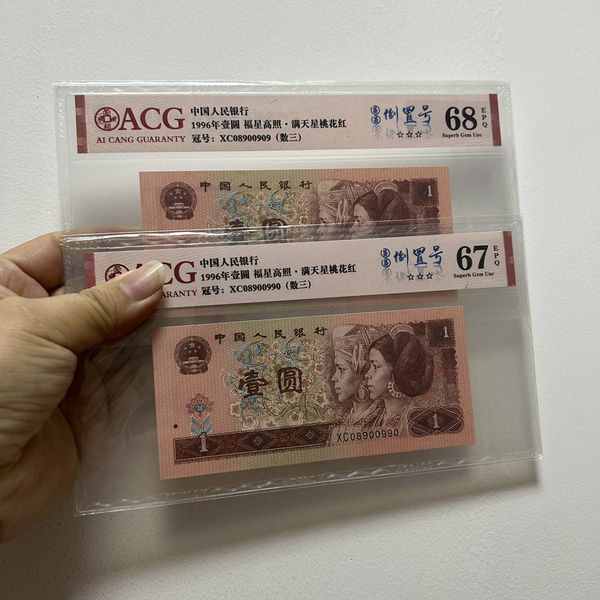 ACG
AI CANG GUARANTY
中国人民银行
1996年壹圆 福星高照·满天星桃花红
冠号: XC08900909 (数三)
倒置号
☆☆☆
68
EPQ
Superb Gem Unc
中国人民银行
1
壹圆
ACG
GUARANTY
中国人民银行
1996年壹圆 福星高照·满天星桃花红
冠号: XC08900990 (数三)
倒置号
☆☆☆
67
EPQ
Superb Gem Unc
中国人民银行
1
壹圆
1
XC08900990
1